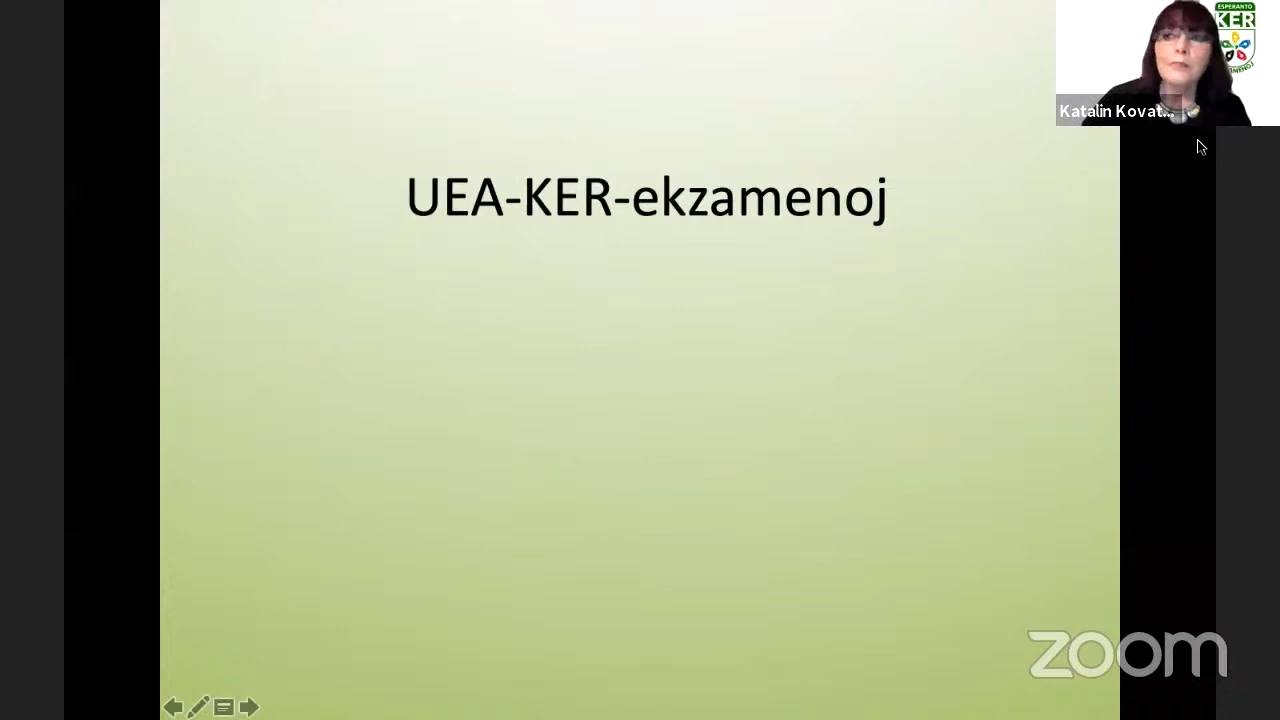 ESPERANTO
KER
Katalin Kovat...
UEA-KER-ekzamenoj
zoom